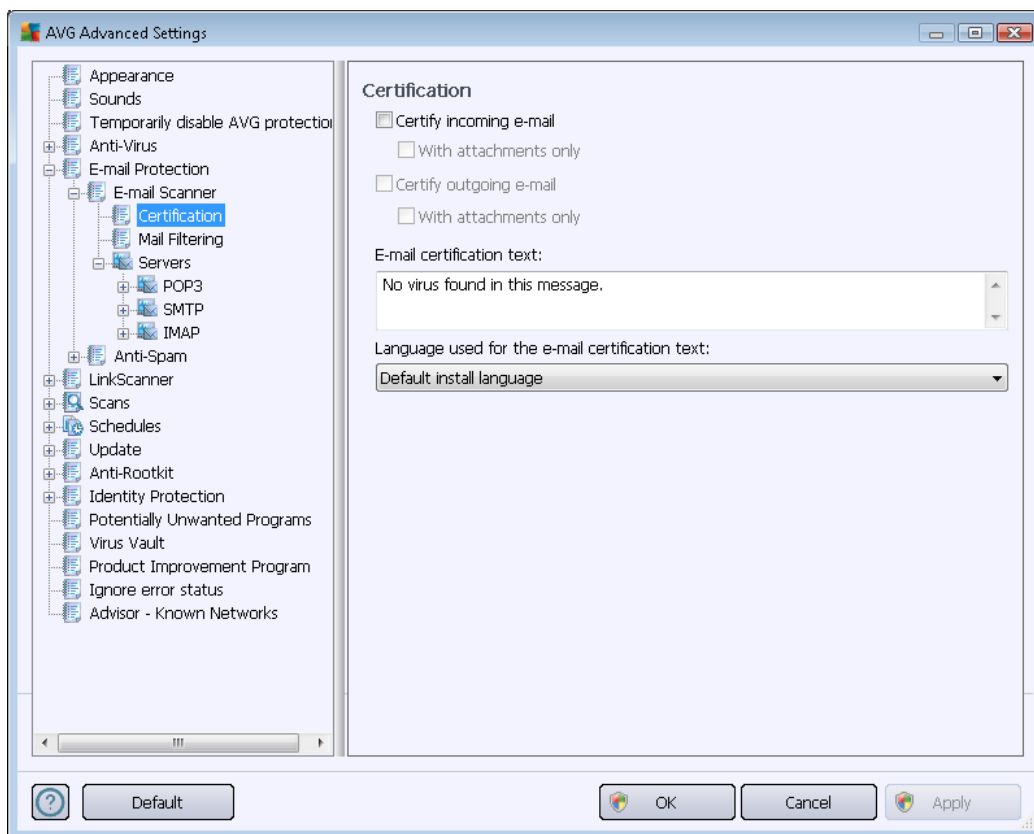 AVG Advanced Settings
Appearance
Sounds
Temporarily disable AVG protection
Anti-Virus
E-mail Protection
E-mail Scanner
Certification
Mail Filtering
Servers
POP3
SMTP
IMAP
Anti-Spam
LinkScanner
Scans
Schedules
Update
Anti-Rootkit
Identity Protection
Potentially Unwanted Programs
Virus Vault
Product Improvement Program
Ignore error status
Advisor - Known Networks
Certification
Certify incoming e-mail
With attachments only
Certify outgoing e-mail
With attachments only
E-mail certification text:
No virus found in this message.
Language used for the e-mail certification text:
Default install language
?
Default
OK
Cancel
Apply